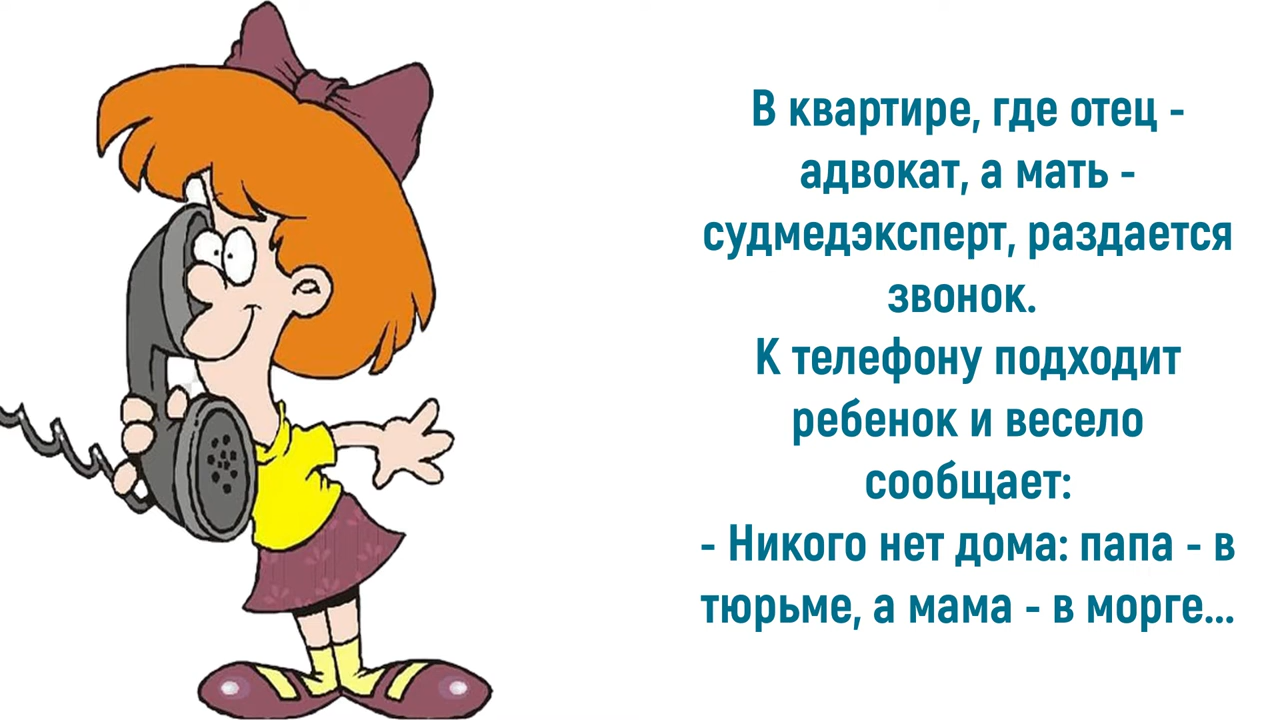 В квартире, где отец -
адвокат, а мать -
судмедэксперт, раздается
звонок.
К телефону подходит
ребенок и весело
сообщает:
- Никого нет дома: папа - в
тюрьме, а мама - в морге...